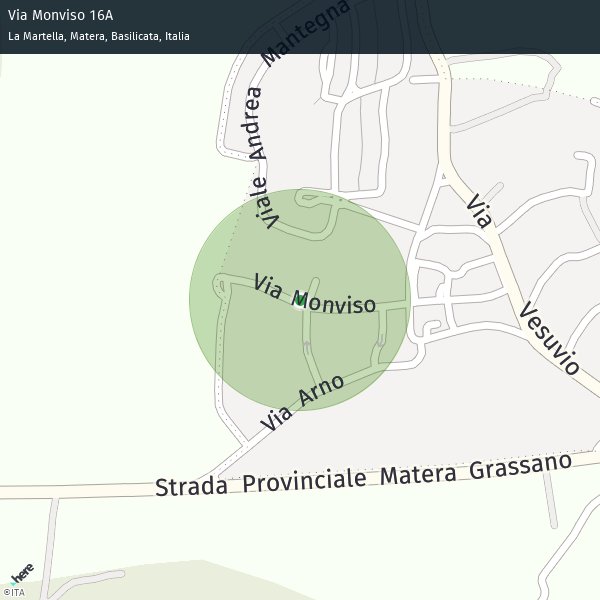 Via Monviso 16A
La Martella, Matera, Basilicata, Italia
Viale Andrea Mantegna
Via Vesuvio
Via Monviso
Via Arno
Strada Provinciale Matera Grassano
here
©ITA